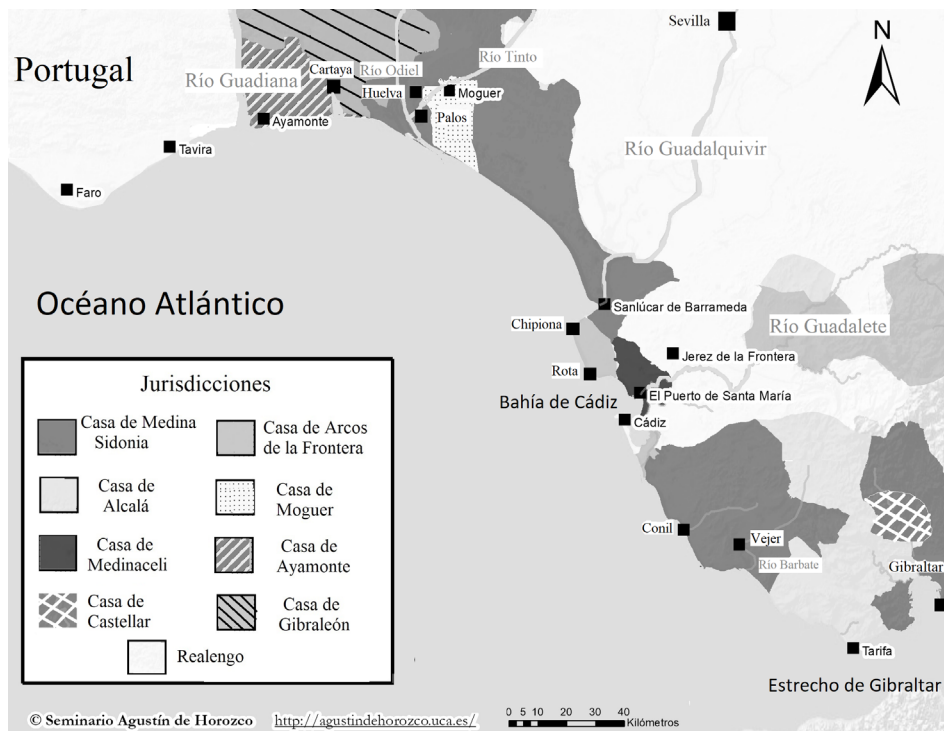 Sevilla
N
Portugal
Río Tinto
Cartaya
Río Odiel
Río Guadiana
Huelva
Moguer
Palos
Ayamonte
Tavira
Río Guadalquivir
Faro
Océano Atlántico
Sanlúcar de Barrameda
Chipiona
Río Guadalete
Jerez de la Frontera
Rota
El Puerto de Santa María
Bahía de Cádiz
Cádiz
Jurisdicciones
Casa de Medina
Sidonia
Casa de Arcos
de la Frontera
Casa de
Alcalá
Casa de
Moguer
Casa de
Medinaceli
Casa de
Ayamonte
Casa de
Castellar
Casa de
Gibraleón
Realengo
Conil
Vejer
Río Barbate
Gibraltar
Tarifa
Estrecho de Gibraltar
© Seminario Agustín de Horozco
http://agustindehorozco.uca.es/
0 5 10 20 30 40
Kilómetros